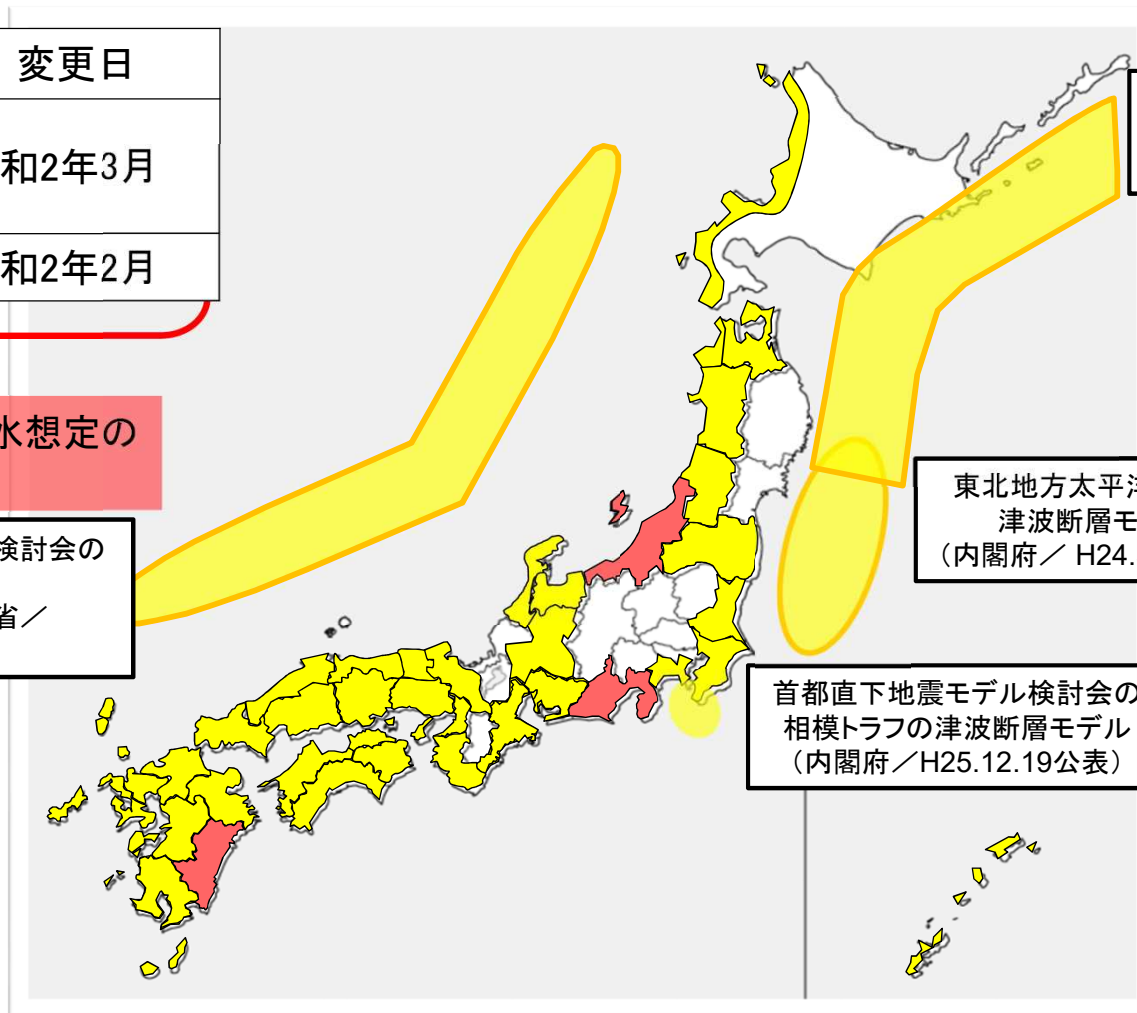 変更日
和2年3月
和2年2月
水想定の
検討会の
省／
東北地方太平洋
津波断層モ
（内閣府／ H24.
首都直下地震モデル検討会の
相模トラフの津波断層モデル
（内閣府／H25.12.19公表）